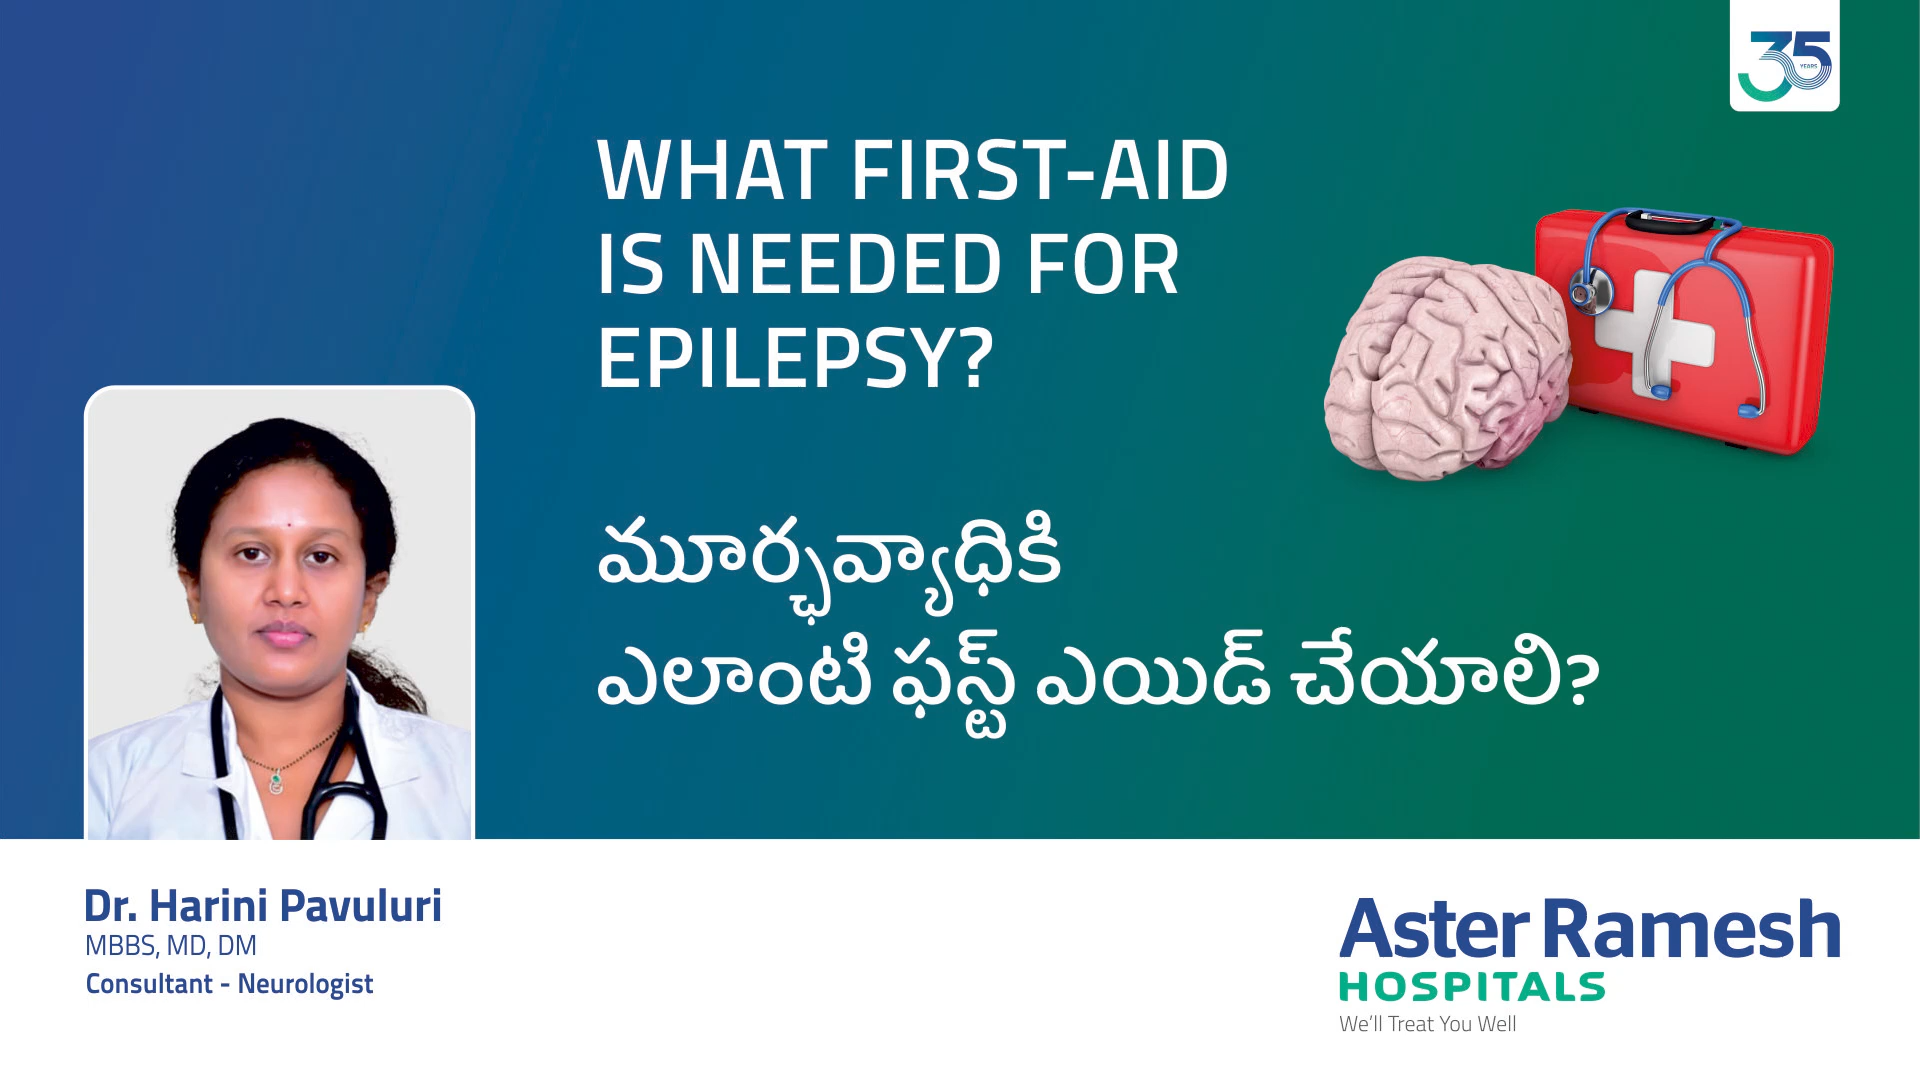 35
YEARS
WHAT FIRST-AID
IS NEEDED FOR
EPILEPSY?
మూర్ఛవ్యాధికి
ఎలాంటి ఫస్ట్ ఎయిడ్ చేయాలి?
Dr. Harini Pavuluri
MBBS, MD, DM
Consultant - Neurologist
Aster Ramesh
HOSPITALS
We'll Treat You Well